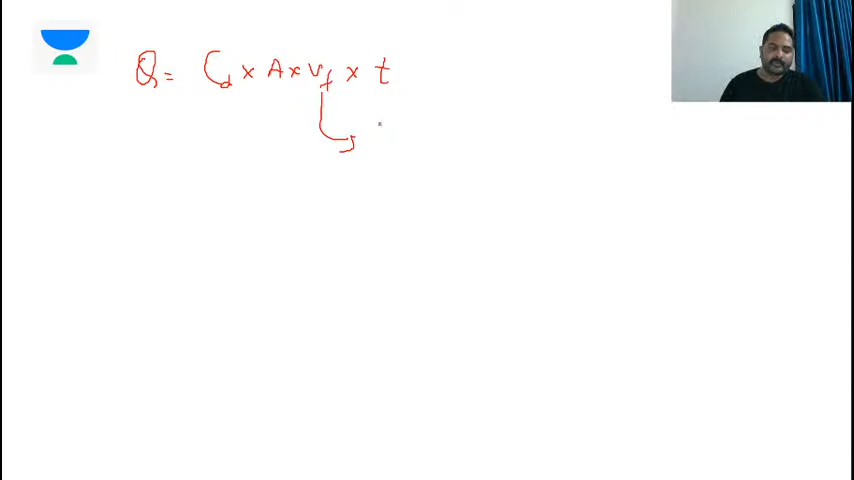 Q = Cd × A × Vf × t